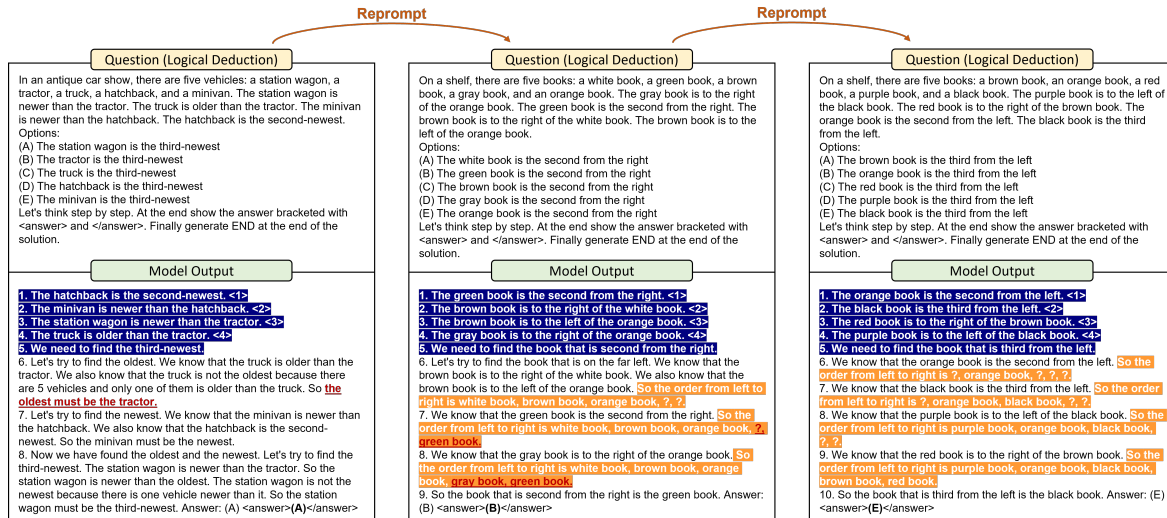 Reprompt
Reprompt
Question (Logical Deduction)
In an antique car show, there are five vehicles: a station wagon, a
tractor, a truck, a hatchback, and a minivan. The station wagon is
newer than the tractor. The truck is older than the tractor. The minivan
is newer than the hatchback. The hatchback is the second-newest.
Options:
(A) The station wagon is the third-newest
(B) The tractor is the third-newest
(C) The truck is the third-newest
(D) The hatchback is the third-newest
(E) The minivan is the third-newest
Let's think step by step. At the end show the answer bracketed with
<answer> and </answer>. Finally generate END at the end of the
solution.
Model Output
1. The hatchback is the second-newest. <1>
2. The minivan is newer than the hatchback. <2>
3. The station wagon is newer than the tractor. <3>
4. The truck is older than the tractor. <4>
5. We need to find the third-newest.
6. Let's try to find the oldest. We know that the truck is older than the
tractor. We also know that the truck is not the oldest because there
are 5 vehicles and only one of them is older than the truck. So the
oldest must be the tractor.
7. Let's try to find the newest. We know that the minivan is newer than
the hatchback. We also know that the hatchback is the second-
newest. So the minivan must be the newest.
8. Now we have found the oldest and the newest. Let's try to find the
third-newest. The station wagon is newer than the tractor. So the
station wagon is newer than the oldest. The station wagon is not the
newest because there is one vehicle newer than it. So the station
wagon must be the third-newest. Answer: (A) <answer>(A)</answer>
Question (Logical Deduction)
On a shelf, there are five books: a white book, a green book, a brown
book, a gray book, and an orange book. The gray book is to the right
of the orange book. The green book is the second from the right. The
brown book is to the right of the white book. The brown book is to the
left of the orange book.
Options:
(A) The white book is the second from the right
(B) The green book is the second from the right
(C) The brown book is the second from the right
(D) The gray book is the second from the right
(E) The orange book is the second from the right
Let's think step by step. At the end show the answer bracketed with
<answer> and </answer>. Finally generate END at the end of the
solution.
Model Output
1. The green book is the second from the right. <1>
2. The brown book is to the right of the white book. <2>
3. The brown book is to the left of the orange book. <3>
4. The gray book is to the right of the orange book. <4>
5. We need to find the book that is second from the right.
6. Let's try to find the book that is on the far left. We know that the
brown book is to the right of the white book. We also know that the
brown book is to the left of the orange book. So the order from left to
right is white book, brown book, orange book, ?, ?.
7. We know that the green book is the second from the right. So the
order from left to right is white book, brown book, orange book, ?,
green book.
8. We know that the gray book is to the right of the orange book. So
the order from left to right is white book, brown book, orange
book, gray book, green book.
9. So the book that is second from the right is the green book. Answer:
(B) <answer>(B)</answer>
Question (Logical Deduction)
On a shelf, there are five books: a brown book, an orange book, a red
book, a purple book, and a black book. The purple book is to the left of
the black book. The red book is to the right of the brown book. The
orange book is the second from the left. The black book is the third
from the left.
Options:
(A) The brown book is the third from the left
(B) The orange book is the third from the left
(C) The red book is the third from the left
(D) The purple book is the third from the left
(E) The black book is the third from the left
Let's think step by step. At the end show the answer bracketed with
<answer> and </answer>. Finally generate END at the end of the
solution.
Model Output
1. The orange book is the second from the left. <1>
2. The black book is the third from the left. <2>
3. The red book is to the right of the brown book. <3>
4. The purple book is to the left of the black book. <4>
5. We need to find the book that is third from the left.
6. We know that the orange book is the second from the left. So the
order from left to right is ?, orange book, ?, ?, ?.
7. We know that the black book is the third from the left. So the order
from left to right is ?, orange book, black book, ?, ?.
8. We know that the purple book is to the left of the black book. So the
order from left to right is purple book, orange book, black book,
?, ?.
9. We know that the red book is to the right of the brown book. So the
order from left to right is purple book, orange book, black book,
brown book, red book.
10. So the book that is third from the left is the black book. Answer: (E)
<answer>(E)</answer>